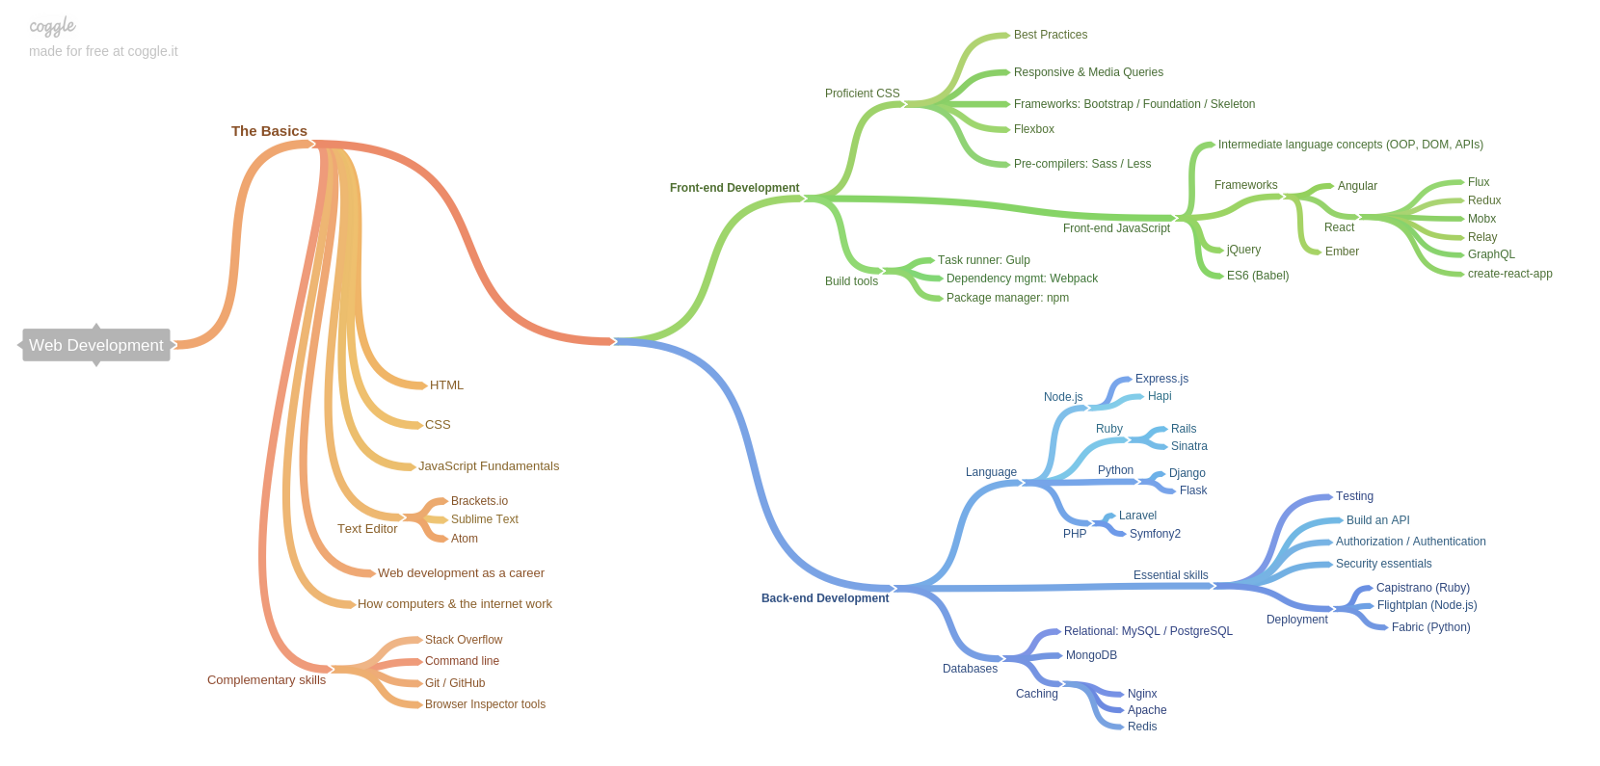 coggle
made for free at coggle.it
Web Development
The Basics
HTML
CSS
JavaScript Fundamentals
Text Editor
Brackets.io
Sublime Text
Atom
Web development as a career
How computers & the internet work
Complementary skills
Stack Overflow
Command line
Git / GitHub
Browser Inspector tools
Front-end Development
Proficient CSS
Best Practices
Responsive & Media Queries
Frameworks: Bootstrap / Foundation / Skeleton
Flexbox
Pre-compilers: Sass / Less
Front-end JavaScript
Intermediate language concepts (OOP, DOM, APIs)
Frameworks
Angular
React
Flux
Redux
Mobx
Relay
GraphQL
create-react-app
Ember
jQuery
ES6 (Babel)
Build tools
Task runner: Gulp
Dependency mgmt: Webpack
Package manager: npm
Back-end Development
Language
Node.js
Express.js
Hapi
Ruby
Rails
Sinatra
Python
Django
Flask
PHP
Laravel
Symfony2
Essential skills
Testing
Build an API
Authorization / Authentication
Security essentials
Deployment
Capistrano (Ruby)
Flightplan (Node.js)
Fabric (Python)
Databases
Relational: MySQL / PostgreSQL
MongoDB
Caching
Nginx
Apache
Redis